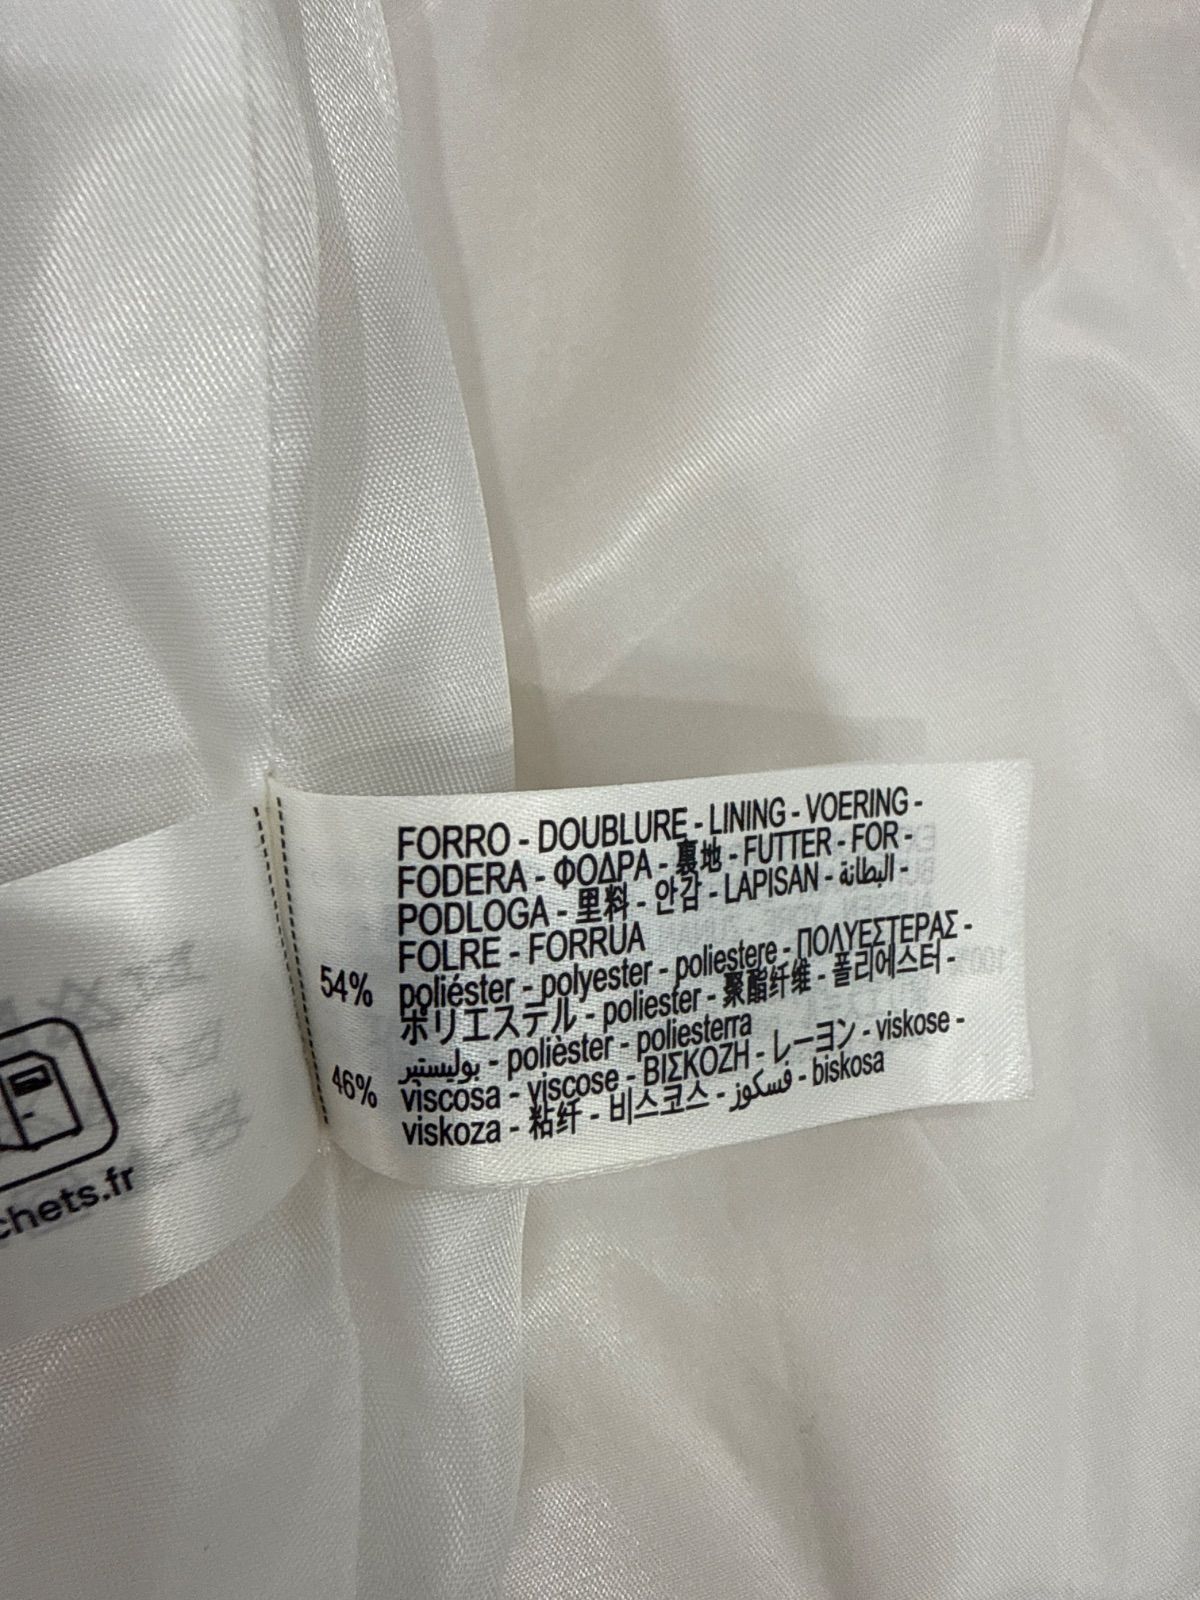 FORRO - DOUBLURE - LINING - VOERING -
FODERA - ΦΟΔΡΑ - 裏地 - FUTTER - FOR -
PODLOGA - 里料 - 안감 - LAPISAN - البطانة -
FOLRE - FORRUA
54% poliéster - polyester - poliestere - ΠΟΛΥΕΣΤΕΡΑΣ -
ポリエステル - poliester - 聚酯纤维 - 폴리에스터 -
بوليستير - polièster - poliesterra
46% viscosa - viscose - ΒΙΣΚΟΖΗ - レーヨン - viskose -
viskoza - 粘纤 - 비스코스 - فسكوز - biskosa
chets.fr